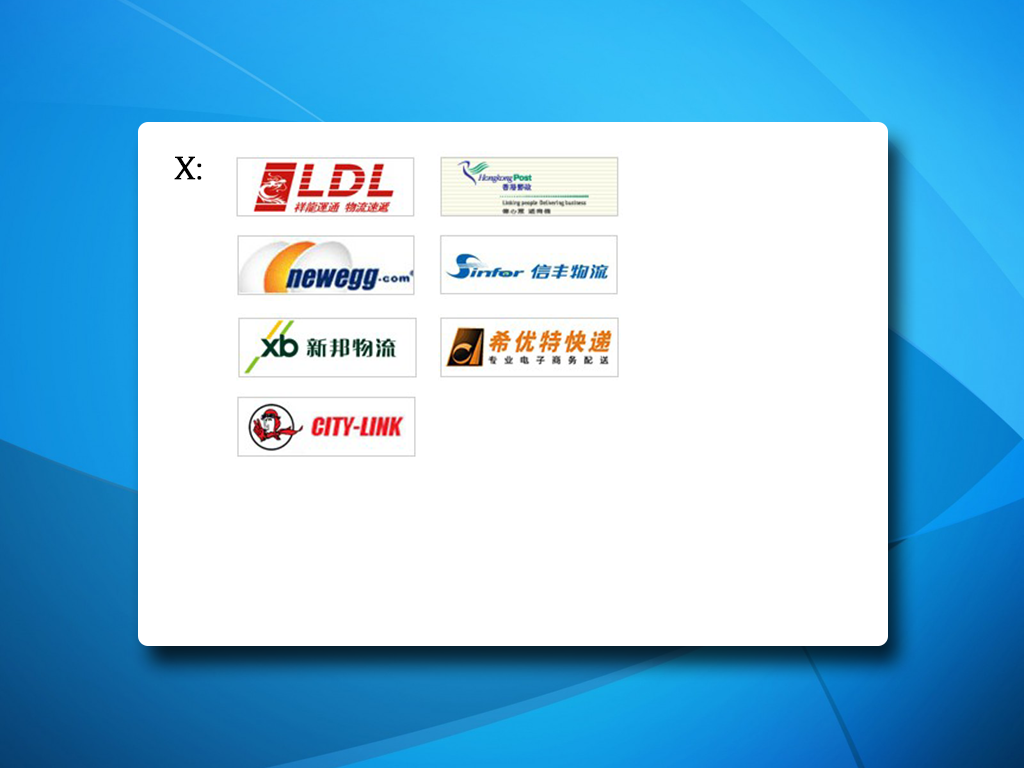 X:
LDL
祥龍運通 物流速遞
Hongkong Post
香港郵政
Linking people Delivering business
傳心意 遞商機
newegg.com
Sinfor 信丰物流
xb 新邦物流
希优特快递
专业电子商务配送
CITY-LINK